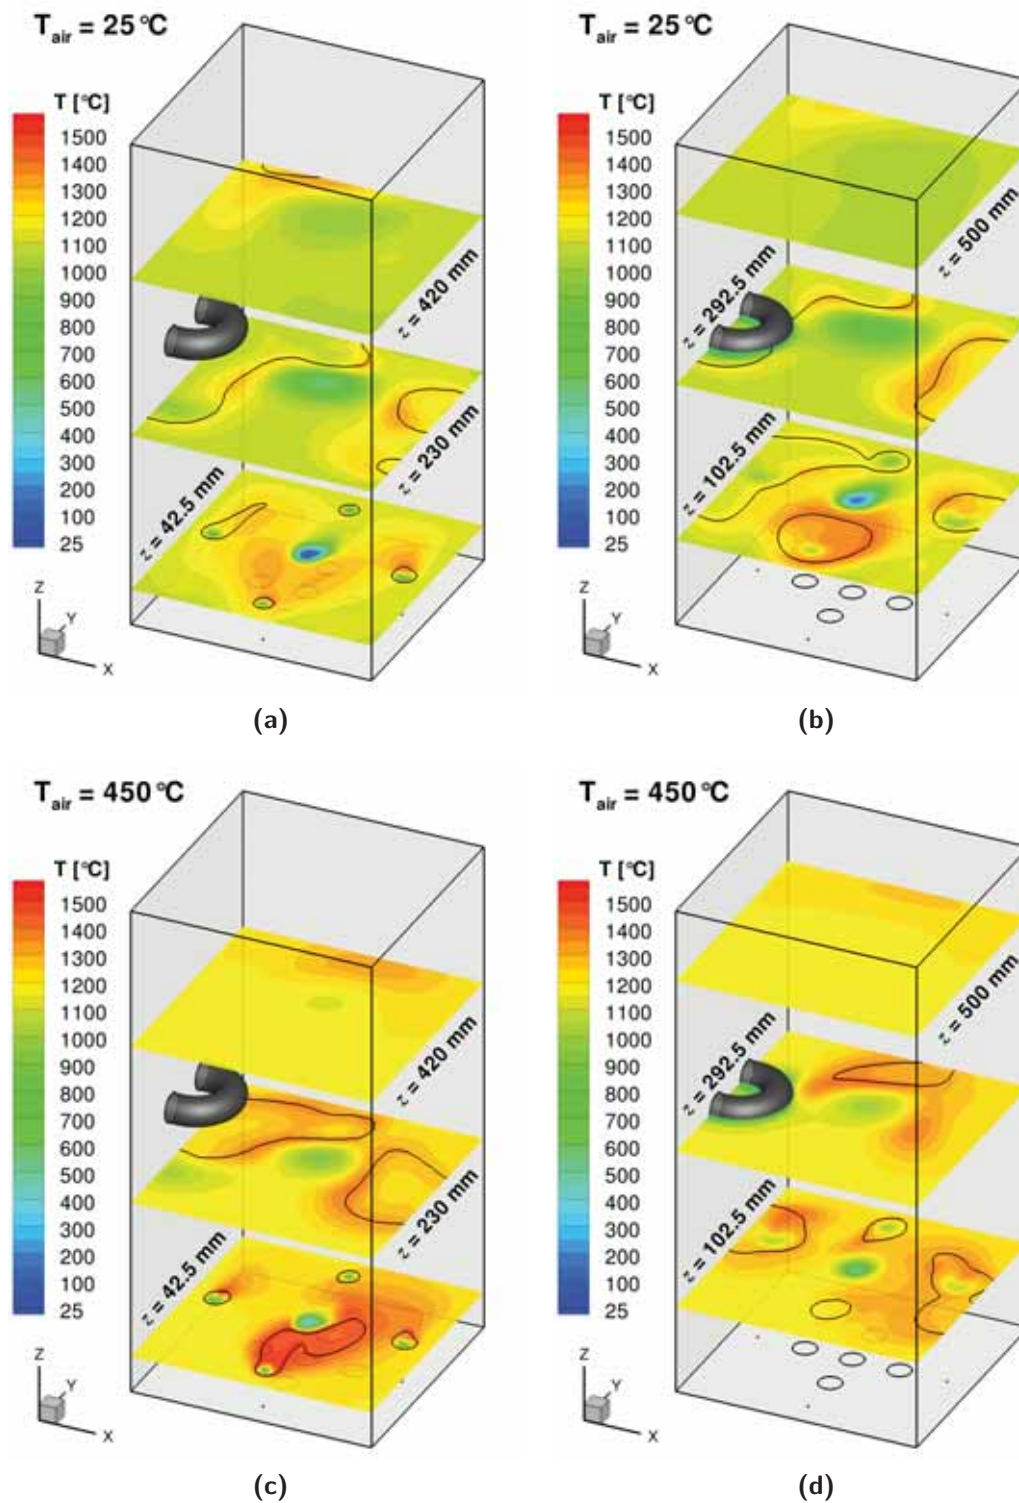 T_air = 25 °C
T [°C]
1500
1400
1300
1200
1100
1000
900
800
700
600
500
400
300
200
100
25
z = 420 mm
z = 230 mm
z = 42.5 mm
Z
Y
X
(a)
T_air = 25 °C
T [°C]
1500
1400
1300
1200
1100
1000
900
800
700
600
500
400
300
200
100
25
z = 500 mm
z = 292.5 mm
z = 102.5 mm
Z
Y
X
(b)
T_air = 450 °C
T [°C]
1500
1400
1300
1200
1100
1000
900
800
700
600
500
400
300
200
100
25
z = 420 mm
z = 230 mm
z = 42.5 mm
Z
Y
X
(c)
T_air = 450 °C
T [°C]
1500
1400
1300
1200
1100
1000
900
800
700
600
500
400
300
200
100
25
z = 500 mm
z = 292.5 mm
z = 102.5 mm
Z
Y
X
(d)